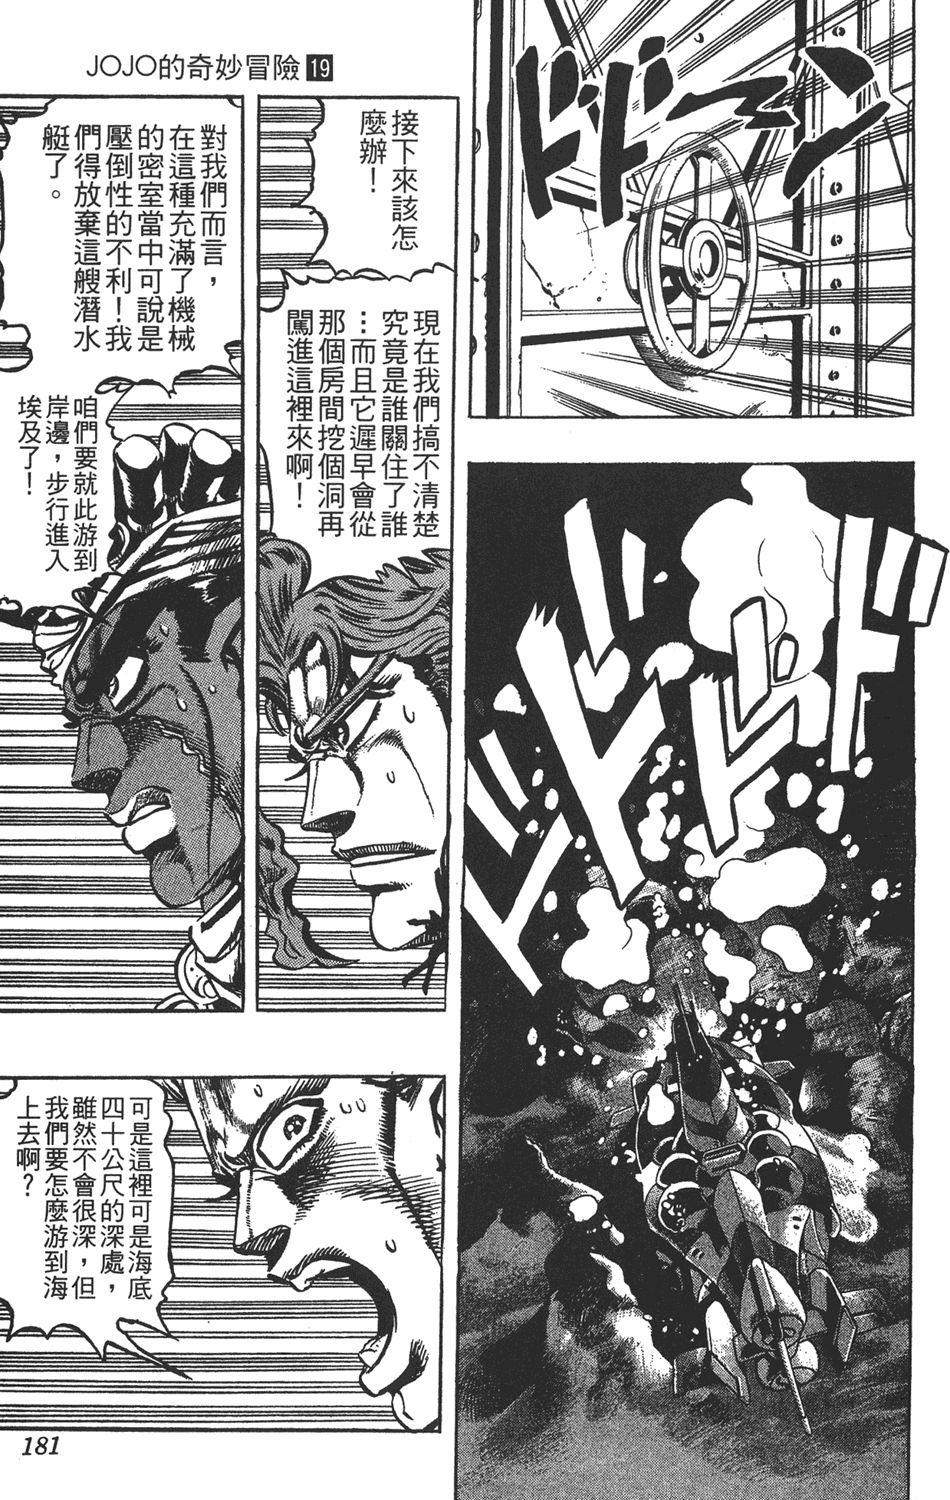 JOJO的奇妙冒險19
ドドーン
ドドドド
接下來該怎
麼辦！
現在我們搞不清楚
究竟是誰關住了誰
…而且它遲早會從
那個房間挖個洞再
闖進這裡來啊！
對我們而言，
在這種充滿了機械
的密室當中可說是
壓倒性的不利！我
們得放棄這艘潛水
艇了。
咱們要就此游到
岸邊，步行進入
埃及了！
可是這裡可是海底
四十公尺的深處，
雖然不會很深，但
我們要怎麼游到海
上去啊？
181